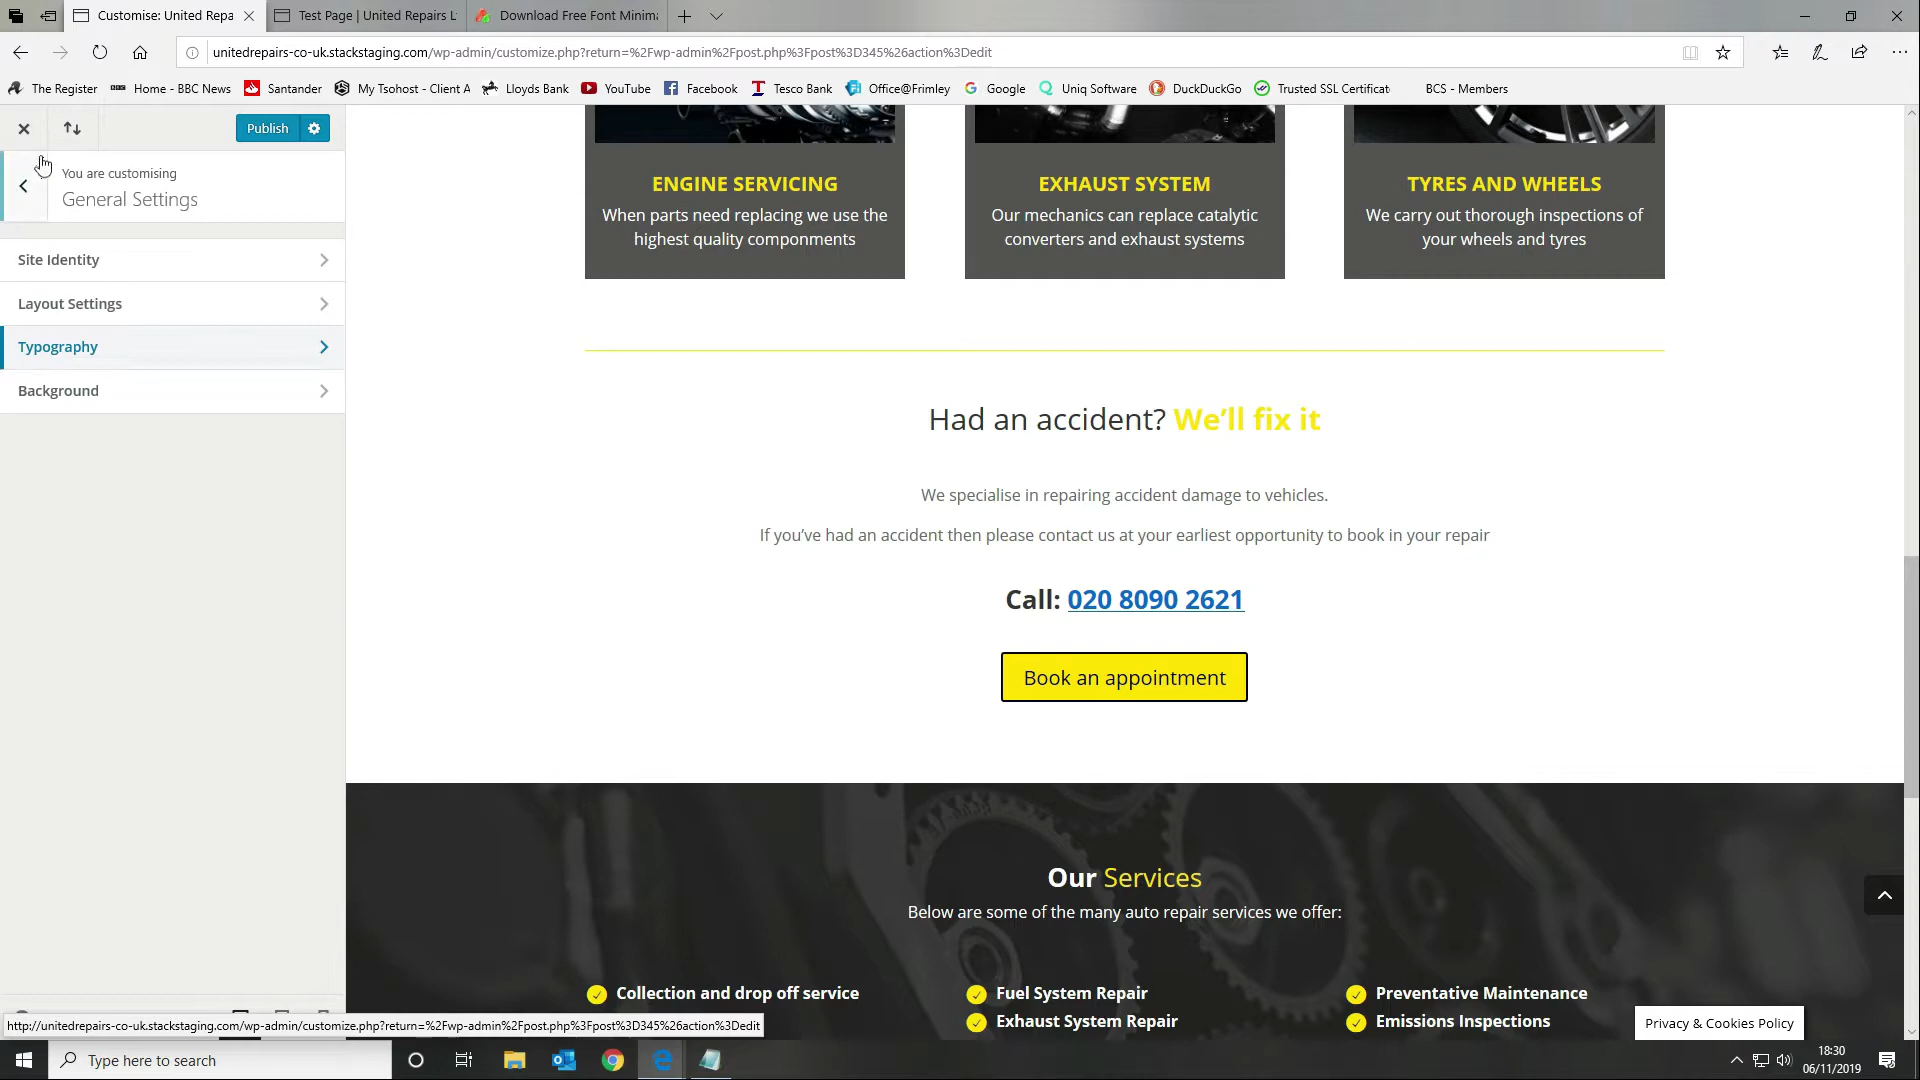 Customise: United Repa
Test Page | United Repairs L
Download Free Font Minima
unitedrepairs-co-uk.stackstaging.com/wp-admin/customize.php?return=%2Fwp-admin%2Fpost.php%3Fpost%3D345%26action%3Dedit
The Register
Home - BBC News
Santander
My Tsohost - Client A
Lloyds Bank
YouTube
Facebook
Tesco Bank
Office@Frimley
Google
Uniq Software
DuckDuckGo
Trusted SSL Certificat
BCS - Members
Publish
You are customising
General Settings
Site Identity
Layout Settings
Typography
Background
ENGINE SERVICING
When parts need replacing we use the
highest quality componments
EXHAUST SYSTEM
Our mechanics can replace catalytic
converters and exhaust systems
TYRES AND WHEELS
We carry out thorough inspections of
your wheels and tyres
Had an accident? We'll fix it
We specialise in repairing accident damage to vehicles.
If you've had an accident then please contact us at your earliest opportunity to book in your repair
Call: 020 8090 2621
Book an appointment
Our Services
Below are some of the many auto repair services we offer:
Collection and drop off service
Fuel System Repair
Exhaust System Repair
Preventative Maintenance
Emissions Inspections
Privacy & Cookies Policy
http://unitedrepairs-co-uk.stackstaging.com/wp-admin/customize.php?return=%2Fwp-admin%2Fpost.php%3Fpost%3D345%26action%3Dedit
Type here to search
18:30
06/11/2019